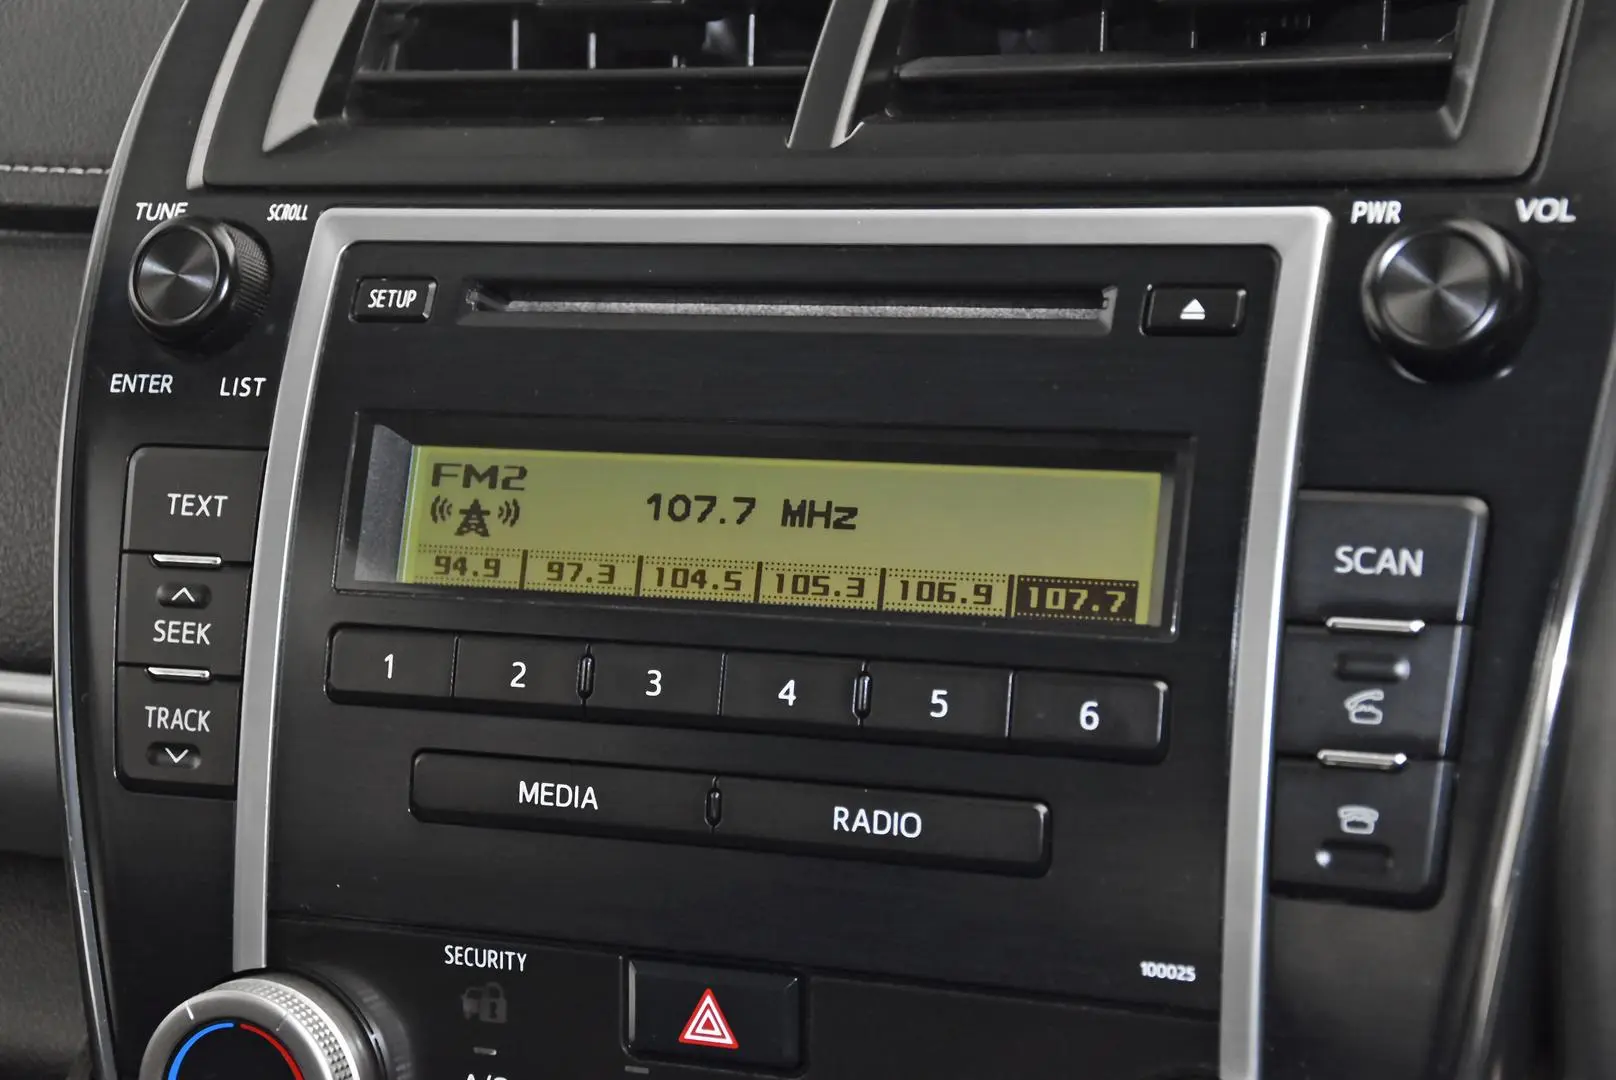 TUNE SCROLL
PWR VOL
SETUP
ENTER LIST
FM2
107.7 MHz
94.9 97.3 104.5 105.3 106.9 107.7
TEXT
SEEK
TRACK
SCAN
1 2 3 4 5 6
MEDIA RADIO
SECURITY
100025